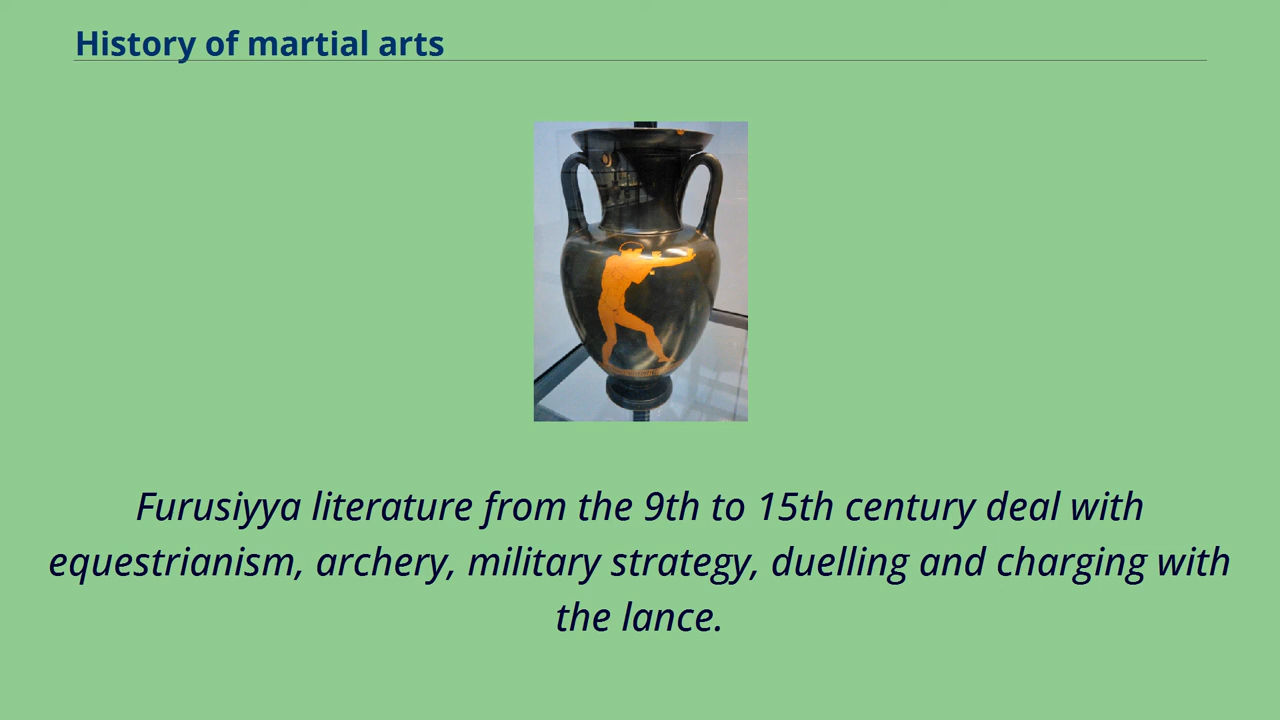 History of martial arts
Furusiyya literature from the 9th to 15th century deal with
equestrianism, archery, military strategy, duelling and charging with
the lance.